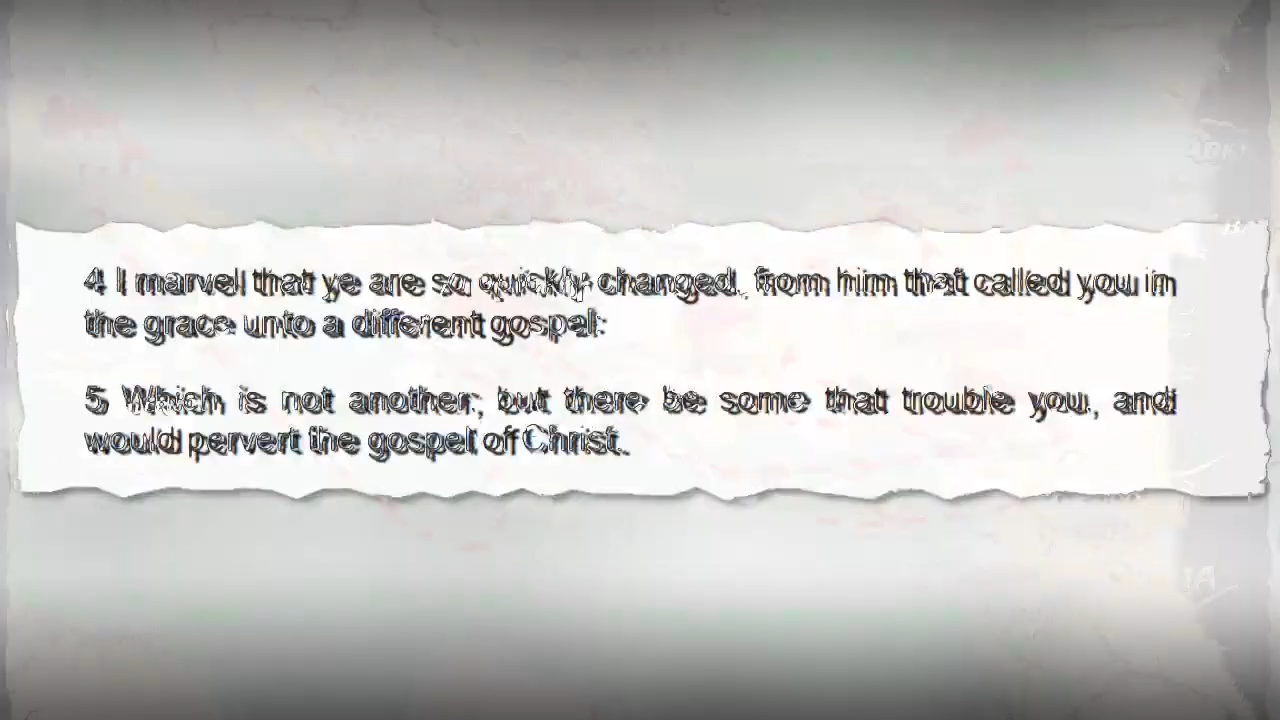 4 I marvel that ye are so quickly changed, from him that called you in
the grace unto a different gospel:
5 Which is not another; but there be some that trouble you, and
would pervert the gospel of Christ.